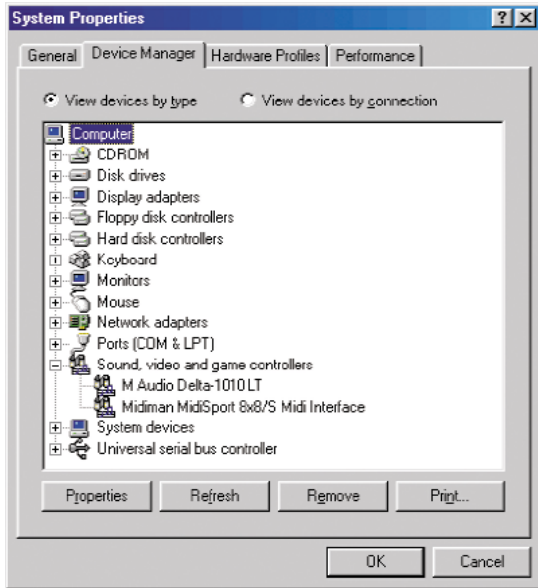 System Properties
General Device Manager Hardware Profiles Performance
View devices by type View devices by connection
Computer
CDROM
Disk drives
Display adapters
Floppy disk controllers
Hard disk controllers
Keyboard
Monitors
Mouse
Network adapters
Ports (COM & LPT)
Sound, video and game controllers
M Audio Delta-1010 LT
Midiman MidiSport 8x8/S Midi Interface
System devices
Universal serial bus controller
Properties Refresh Remove Print...
OK Cancel